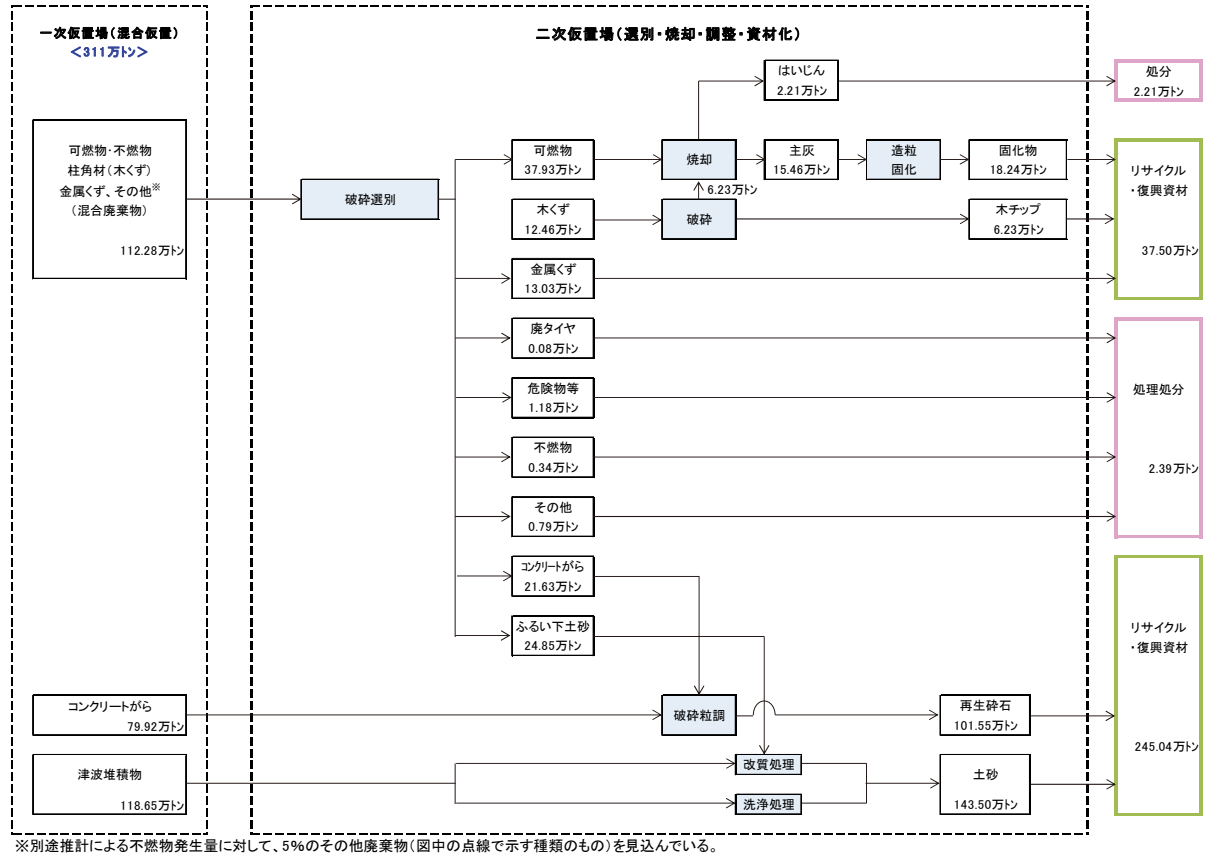 一次仮置場(混合仮置)
<311万トン>
二次仮置場(選別・焼却・調整・資材化)
可燃物・不燃物
柱角材(木くず)
金属くず、その他※
(混合廃棄物)
112.28万トン
破砕選別
はいじん
2.21万トン
処分
2.21万トン
可燃物
37.93万トン
焼却
主灰
15.46万トン
造粒
固化
固化物
18.24万トン
リサイクル
・復興資材
37.50万トン
6.23万トン
木くず
12.46万トン
破砕
木チップ
6.23万トン
金属くず
13.03万トン
廃タイヤ
0.08万トン
危険物等
1.18万トン
不燃物
0.34万トン
その他
0.79万トン
処理処分
2.39万トン
コンクリートがら
21.63万トン
ふるい下土砂
24.85万トン
コンクリートがら
79.92万トン
破砕粒調
再生砕石
101.55万トン
リサイクル
・復興資材
245.04万トン
津波堆積物
118.65万トン
改質処理
洗浄処理
土砂
143.50万トン
※別途推計による不燃物発生量に対して、5%のその他廃棄物(図中の点線で示す種類のもの)を見込んでいる。